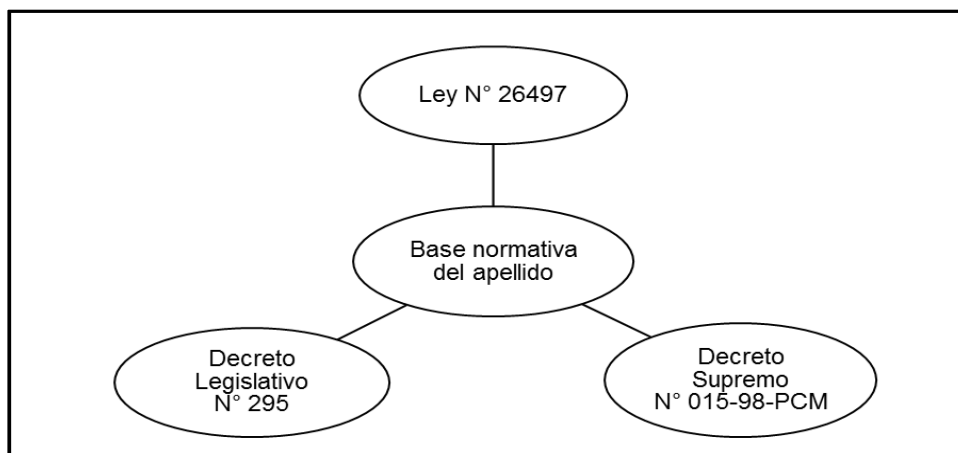 Ley N° 26497
Base normativa
del apellido
Decreto
Legislativo
N° 295
Decreto
Supremo
N° 015-98-PCM